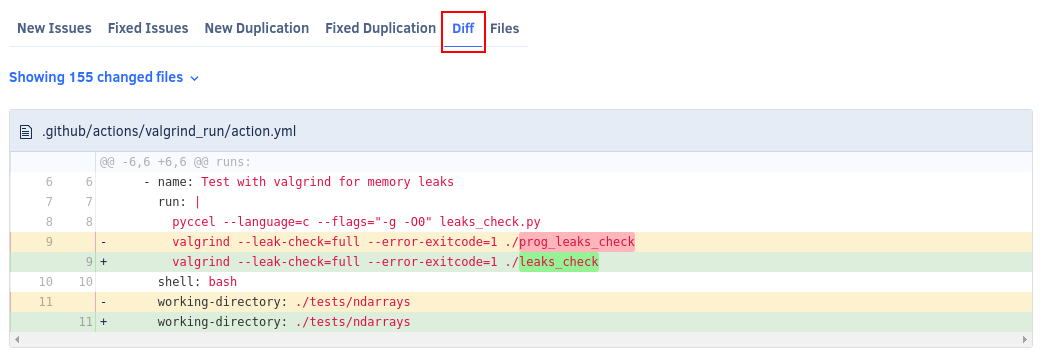 New Issues Fixed Issues New Duplication Fixed Duplication Diff Files
Showing 155 changed files
.github/actions/valgrind_run/action.yml
@@ -6,6 +6,6 @@ runs:
6 6 - name: Test with valgrind for memory leaks
7 7 run: |
8 8 pyccel --language=c --flags="-g -O0" leaks_check.py
9 - valgrind --leak-check=full --error-exitcode=1 ./prog_leaks_check
9 + valgrind --leak-check=full --error-exitcode=1 ./leaks_check
10 10 shell: bash
11 - working-directory: ./tests/ndarrays
11 + working-directory: ./tests/ndarrays